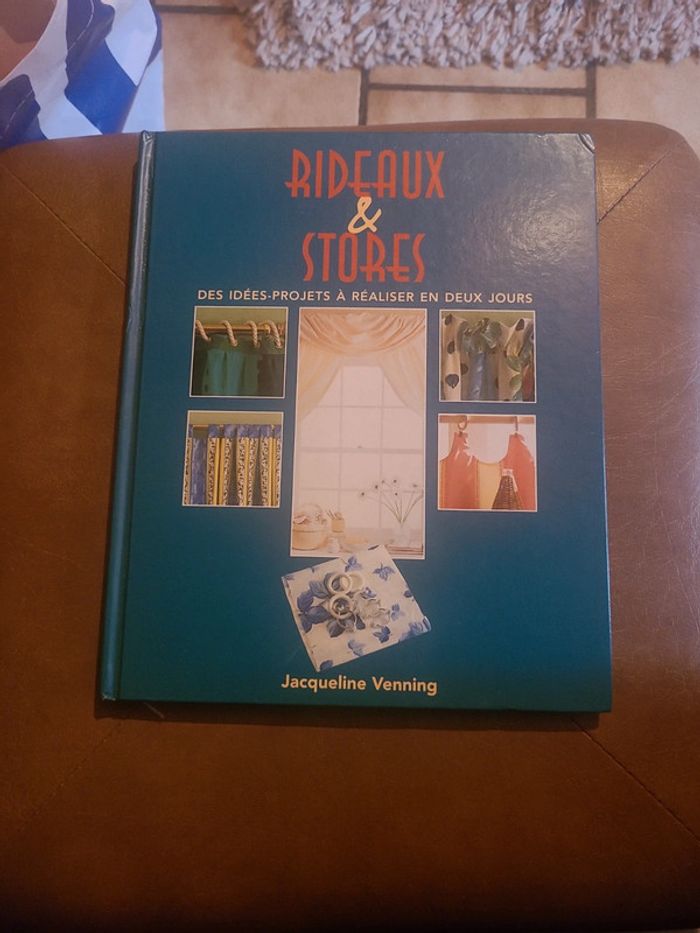 RIDEAUX
&
STORES
DES IDÉES-PROJETS À RÉALISER EN DEUX JOURS
Jacqueline Venning